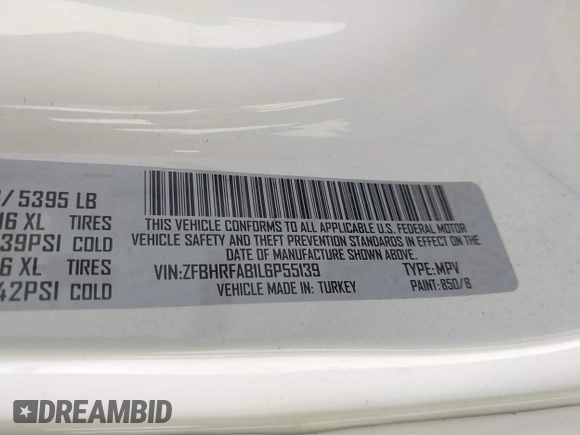 / 5395 LB
16 XL TIRES
39PSI COLD
6 XL TIRES
42PSI COLD
THIS VEHICLE CONFORMS TO ALL APPLICABLE U.S. FEDERAL MOTOR
VEHICLE SAFETY AND THEFT PREVENTION STANDARDS IN EFFECT ON THE
DATE OF MANUFACTURE SHOWN ABOVE.
VIN:ZFBHRFAB1L6P55139 TYPE: MPV
VEHICLE MADE IN: TURKEY PAINT: 850/B
DREAMBID